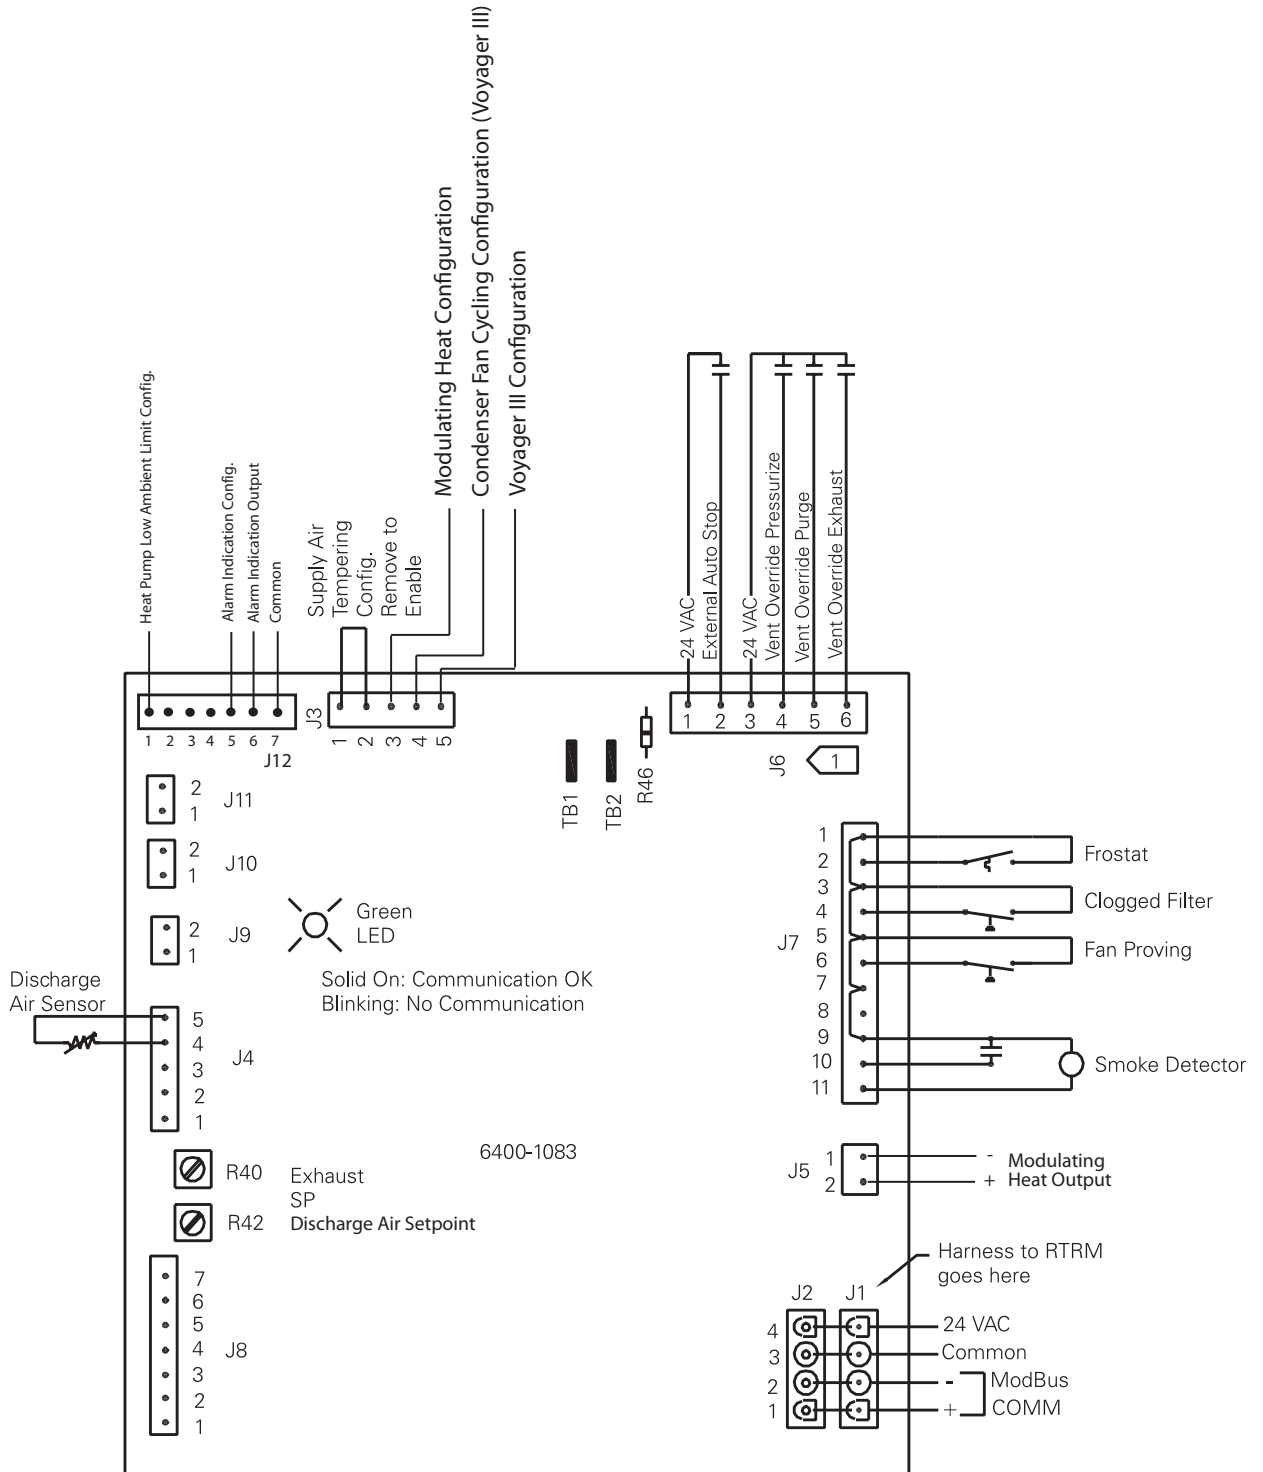 Heat Pump Low Ambient Limit Config.
Alarm Indication Config.
Alarm Indication Output
Common
Supply Air
Tempering
Config.
Remove to
Enable
Modulating Heat Configuration
Condenser Fan Cycling Configuration (Voyager III)
Voyager III Configuration
24 VAC
External Auto Stop
24 VAC
Vent Override Pressurize
Vent Override Purge
Vent Override Exhaust
1 2 3 4 5 6 7
J12
J3
1 2 3 4 5
TB1
TB2
R46
1 2 3 4 5 6
J6
1
2
1
J11
2
1
J10
2
1
J9
Green
LED
Solid On: Communication OK
Blinking: No Communication
Discharge
Air Sensor
5
4
3
2
1
J4
1
2
3
4
5
6
7
8
9
10
11
J7
Frostat
Clogged Filter
Fan Proving
Smoke Detector
6400-1083
R40
Exhaust
SP
R42
Discharge Air Setpoint
J5
1
2
-
+
Modulating
Heat Output
Harness to RTRM
goes here
7
6
5
4
3
2
1
J8
J2
J1
4
3
2
1
24 VAC
Common
- ModBus
+ COMM